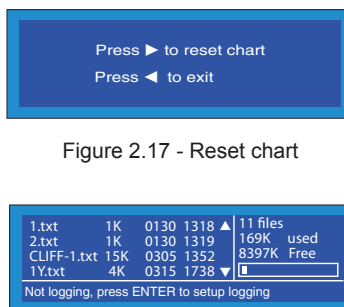 Press ► to reset chart
Press ◄ to exit
Figure 2.17 - Reset chart
1.txt 1K 0130 1318 ▲ 11 files
2.txt 1K 0130 1319 169K used
CLIFF-1.txt 15K 0305 1352 8397K Free
1Y.txt 4K 0315 1738 ▼
Not logging, press ENTER to setup logging